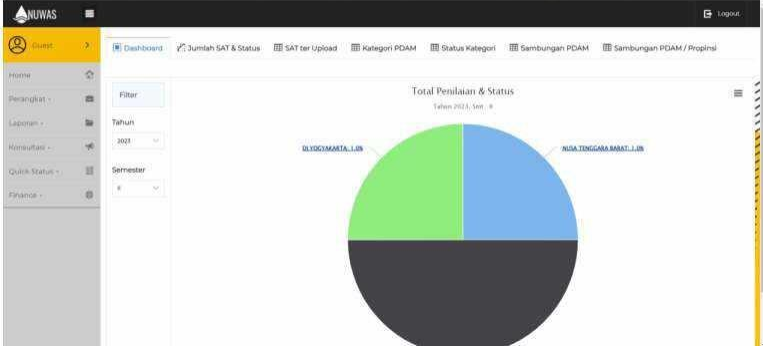 NUWAS
Logout
Guest
Dashboard
Jumlah SAT & Status
SAT ter Upload
Kategori PDAM
Status Kategori
Sambungan PDAM
Sambungan PDAM / Propinsi
Home
Perangkat
Laporan
Konsultasi
Quick Status
Finance
Filter
Tahun
2023
Semester
II
Total Penilaian & Status
Tahun 2023, Smt : II
DI.YOGYAKARTA: 1.0%
NUSA TENGGARA BARAT: 1.0%